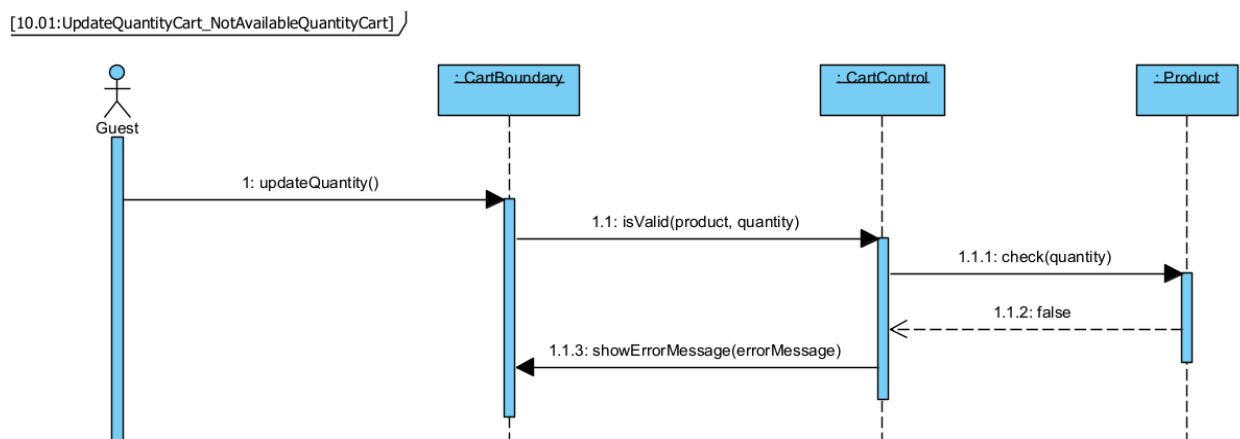 [10.01:UpdateQuantityCart_NotAvailableQuantityCart]
: CartBoundary
: CartControl
: Product
Guest
1: updateQuantity()
1.1: isValid(product, quantity)
1.1.1: check(quantity)
1.1.2: false
1.1.3: showErrorMessage(errorMessage)